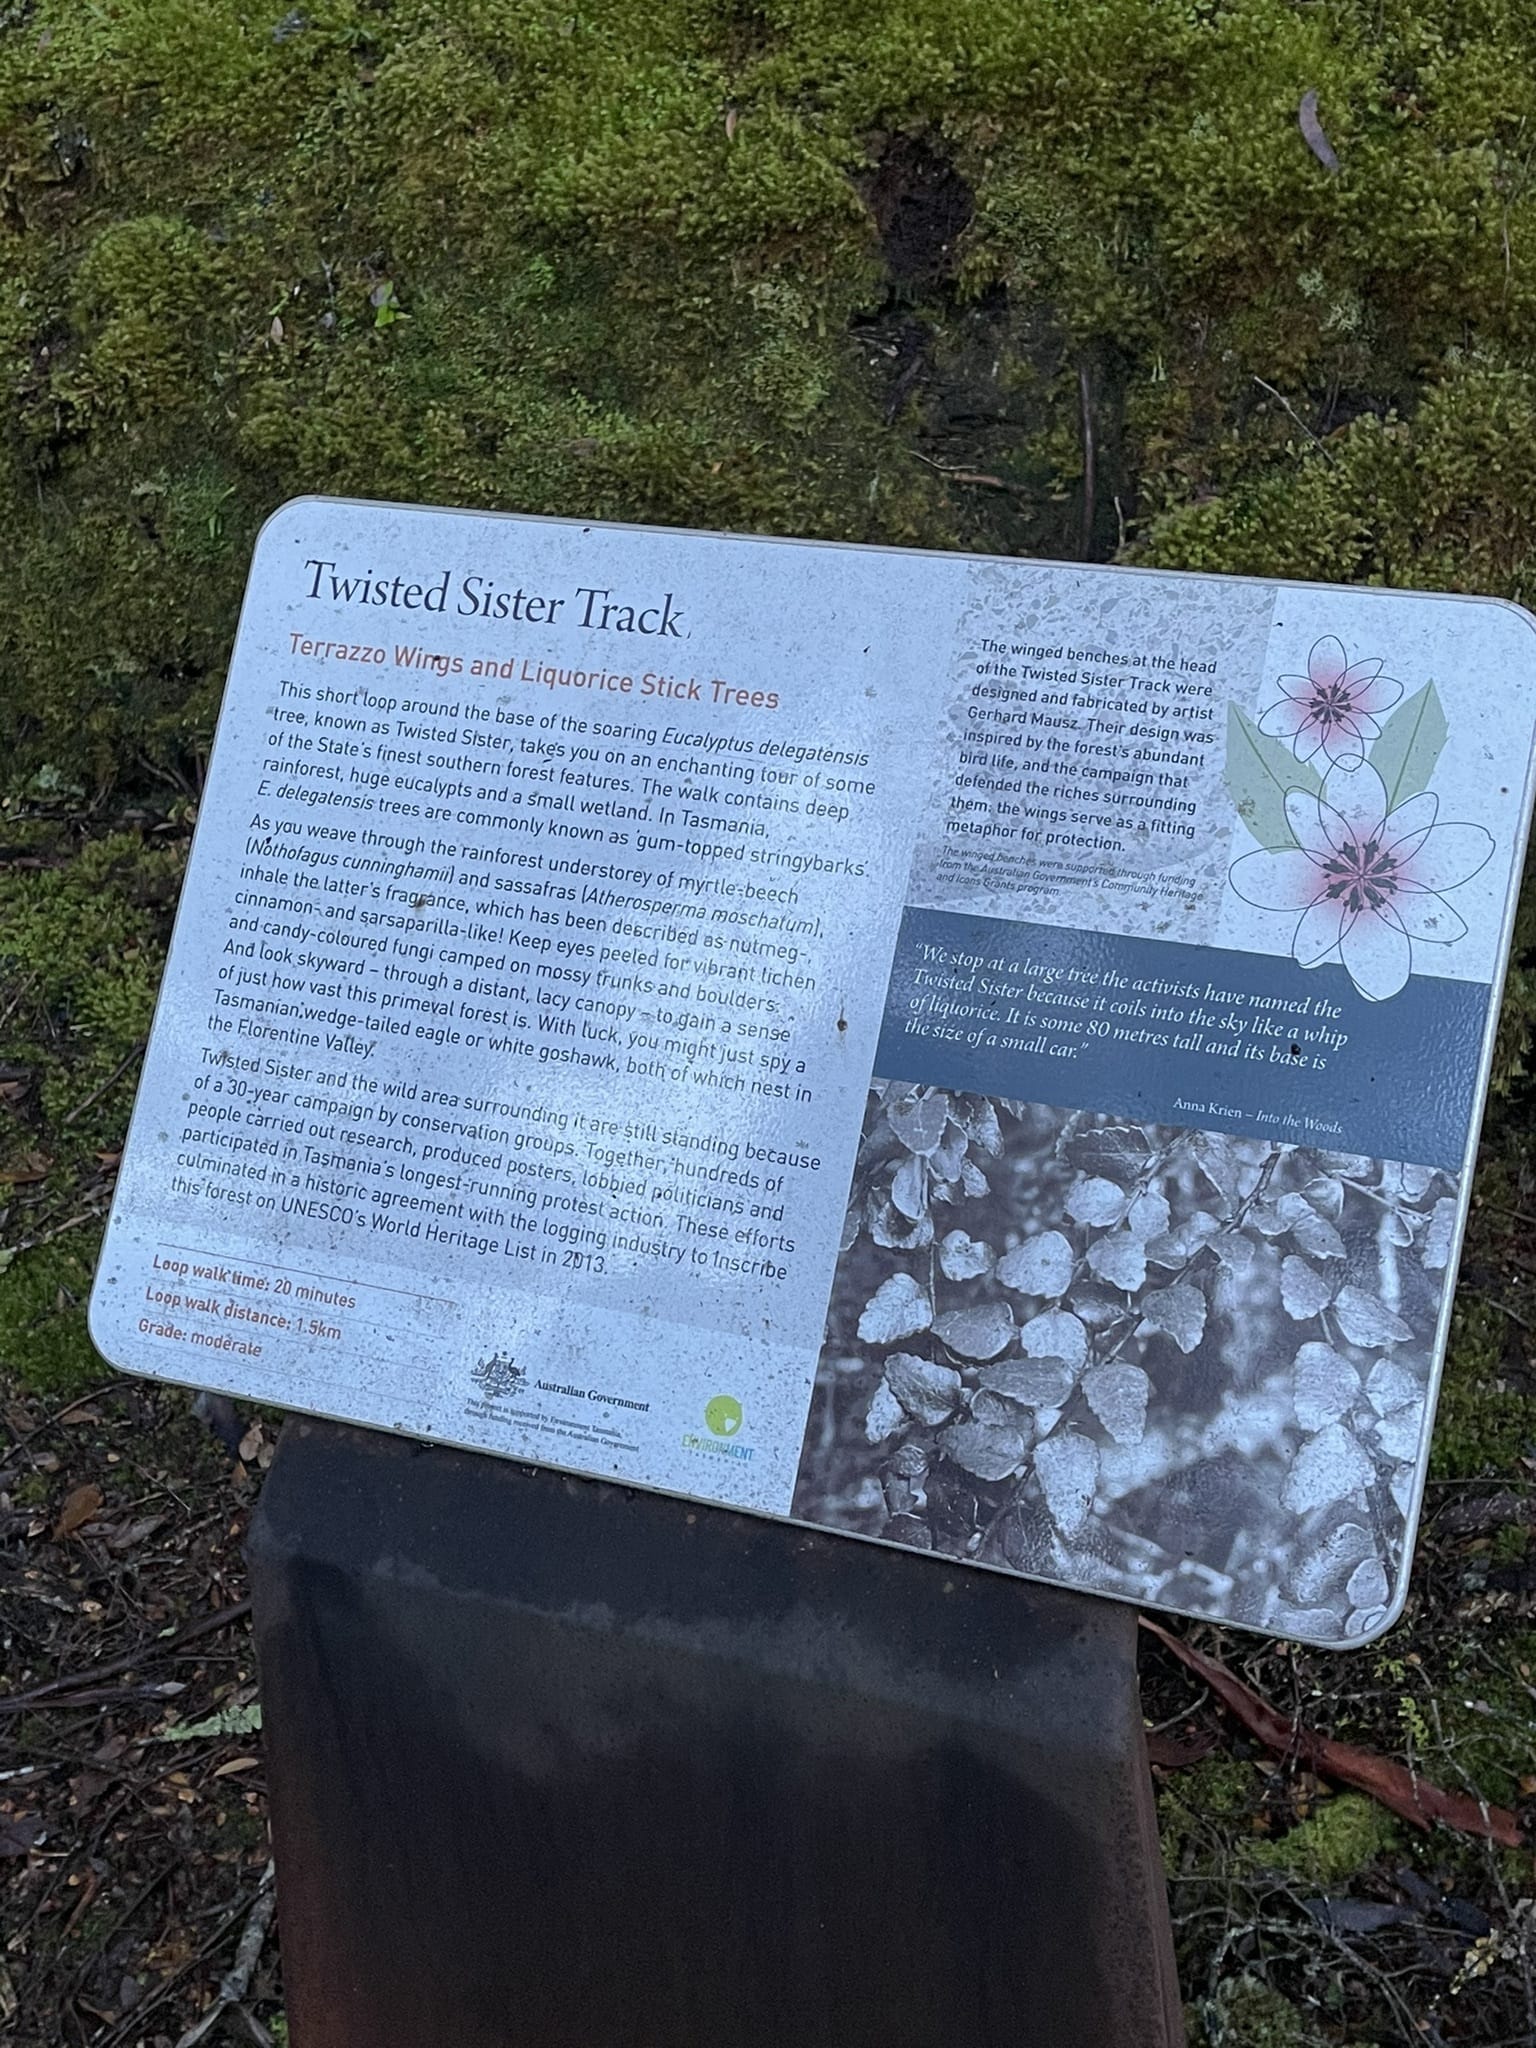 Twisted Sister Track
Terrazzo Wings and Liquorice Stick Trees
This short loop around the base of the soaring Eucalyptus delegatensis
tree, known as Twisted Sister, takes you on an enchanting tour of some
of the State's finest southern forest features. The walk contains deep
rainforest, huge eucalypts and a small wetland. In Tasmania,
E. delegatensis trees are commonly known as 'gum-topped stringybarks'.
As you weave through the rainforest understorey of myrtle-beech
(Nothofagus cunninghamii) and sassafras (Atherosperma moschatum),
inhale the latter's fragrance, which has been described as nutmeg-,
cinnamon- and sarsaparilla-like! Keep eyes peeled for vibrant lichen
and candy-coloured fungi camped on mossy trunks and boulders.
And look skyward – through a distant, lacy canopy – to gain a sense
of just how vast this primeval forest is. With luck, you might just spy a
Tasmanian wedge-tailed eagle or white goshawk, both of which nest in
the Florentine Valley.
Twisted Sister and the wild area surrounding it are still standing because
of a 30-year campaign by conservation groups. Together, hundreds of
people carried out research, produced posters, lobbied politicians and
participated in Tasmania's longest-running protest action. These efforts
culminated in a historic agreement with the logging industry to inscribe
this forest on UNESCO's World Heritage List in 2013.
Loop walk time: 20 minutes
Loop walk distance: 1.5km
Grade: moderate
Australian Government
This project is supported by Environment Tasmania,
through funding received from the Australian Government
ENVIRONMENT
TASMANIA
The winged benches at the head
of the Twisted Sister Track were
designed and fabricated by artist
Gerhard Mausz. Their design was
inspired by the forest's abundant
bird life, and the campaign that
defended the riches surrounding
them: the wings serve as a fitting
metaphor for protection.
The winged benches were supported through funding
from the Australian Government's Community Heritage
and Icons Grants program.
"We stop at a large tree the activists have named the
Twisted Sister because it coils into the sky like a whip
of liquorice. It is some 80 metres tall and its base is
the size of a small car."
Anna Krien – Into the Woods